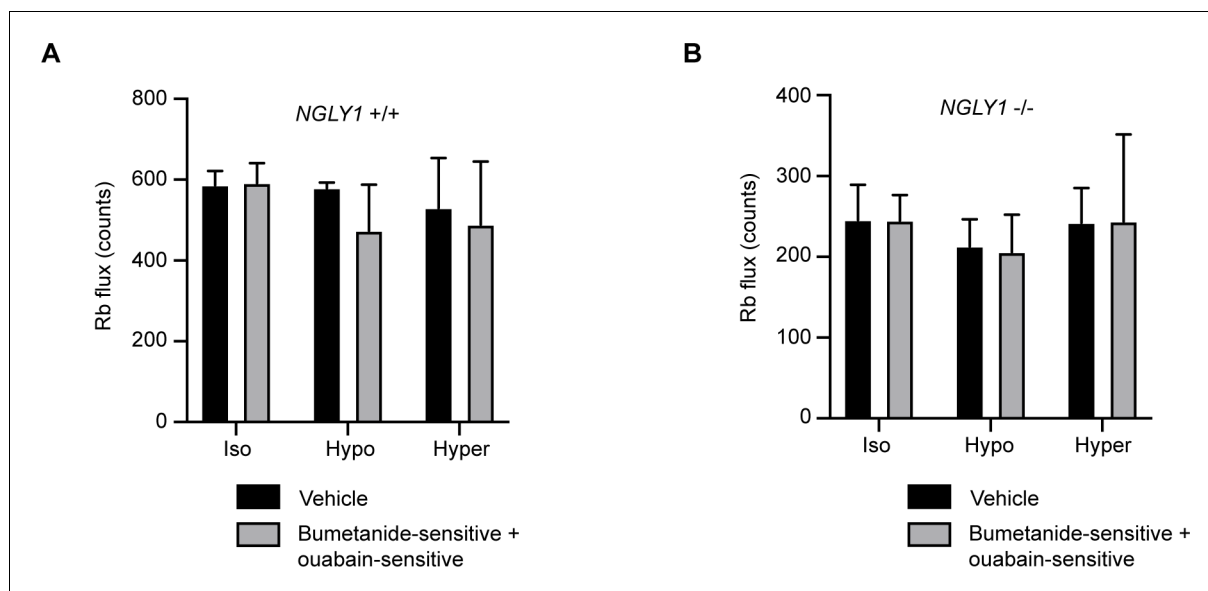 A
NGLY1 +/+
Rb flux (counts)
800
600
400
200
0
Iso Hypo Hyper
Vehicle
Bumetanide-sensitive +
ouabain-sensitive
B
NGLY1 -/-
Rb flux (counts)
400
300
200
100
0
Iso Hypo Hyper
Vehicle
Bumetanide-sensitive +
ouabain-sensitive